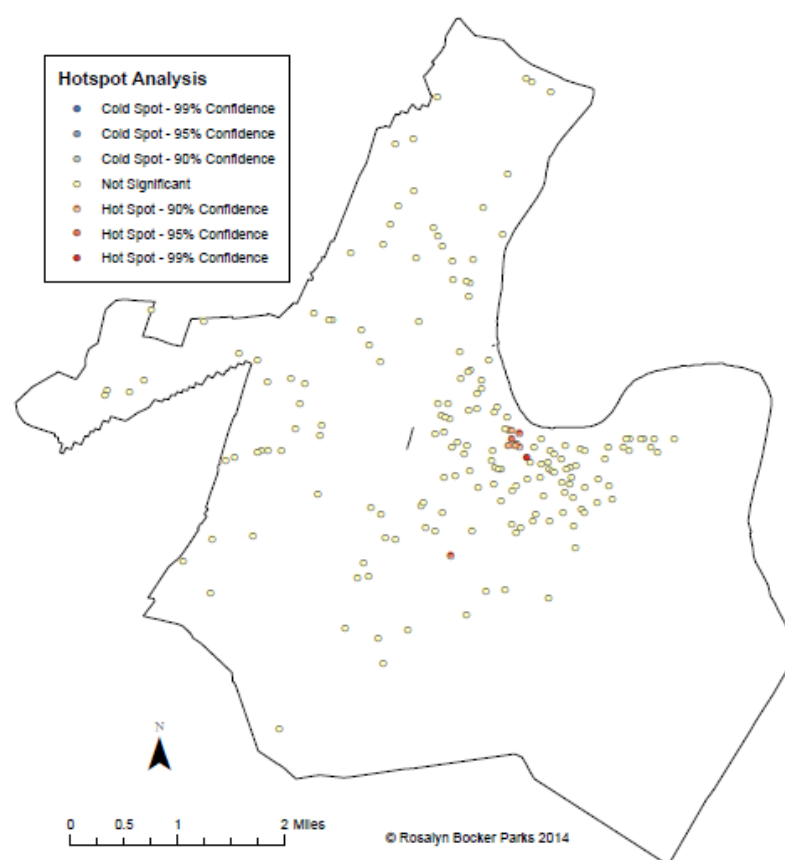 Hotspot Analysis
Cold Spot - 99% Confidence
Cold Spot - 95% Confidence
Cold Spot - 90% Confidence
Not Significant
Hot Spot - 90% Confidence
Hot Spot - 95% Confidence
Hot Spot - 99% Confidence
N
0 0.5 1 2 Miles
© Rosalyn Bocker Parks 2014